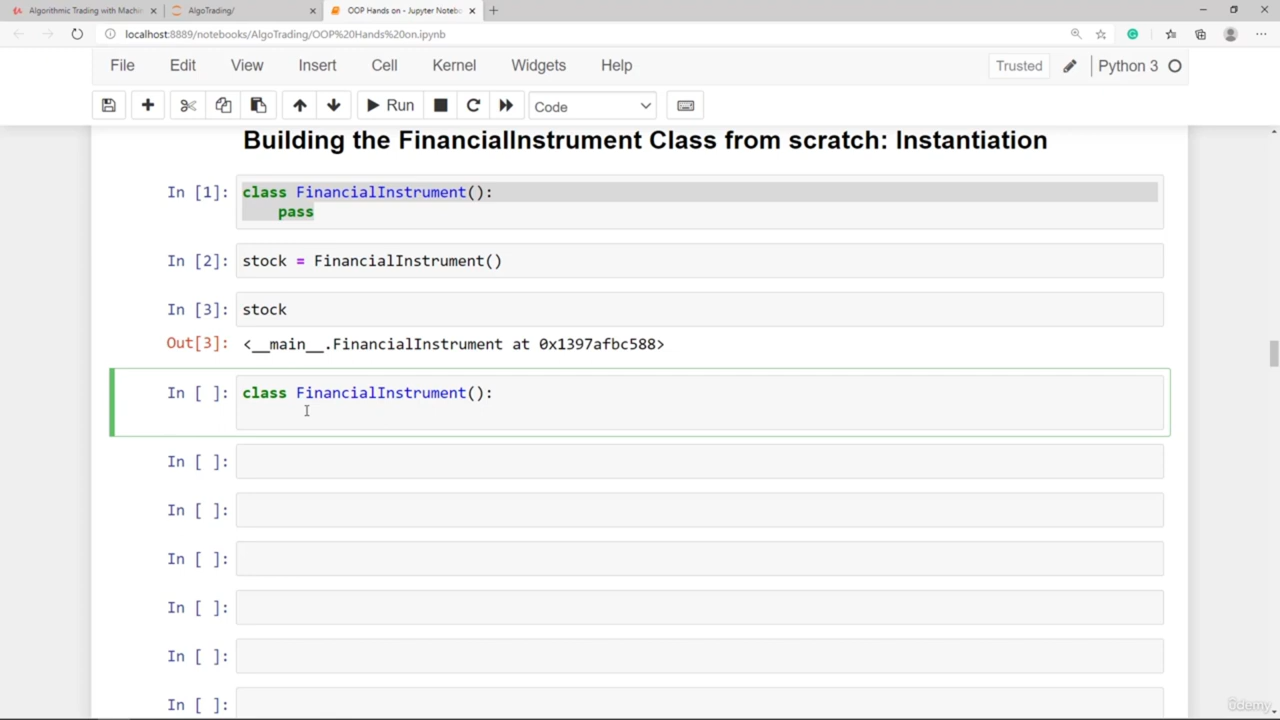 Algorithmic Trading with Machin
AlgoTrading/
OOP Hands on - Jupyter Notebo
localhost:8889/notebooks/AlgoTrading/OOP%20Hands%20on.ipynb
File Edit View Insert Cell Kernel Widgets Help Trusted Python 3
Run Code
Building the FinancialInstrument Class from scratch: Instantiation
In [1]: class FinancialInstrument():
pass
In [2]: stock = FinancialInstrument()
In [3]: stock
Out[3]: <__main__.FinancialInstrument at 0x1397afbc588>
In [ ]: class FinancialInstrument():
In [ ]:
In [ ]:
In [ ]:
In [ ]:
In [ ]:
In [ ]:
Udemy